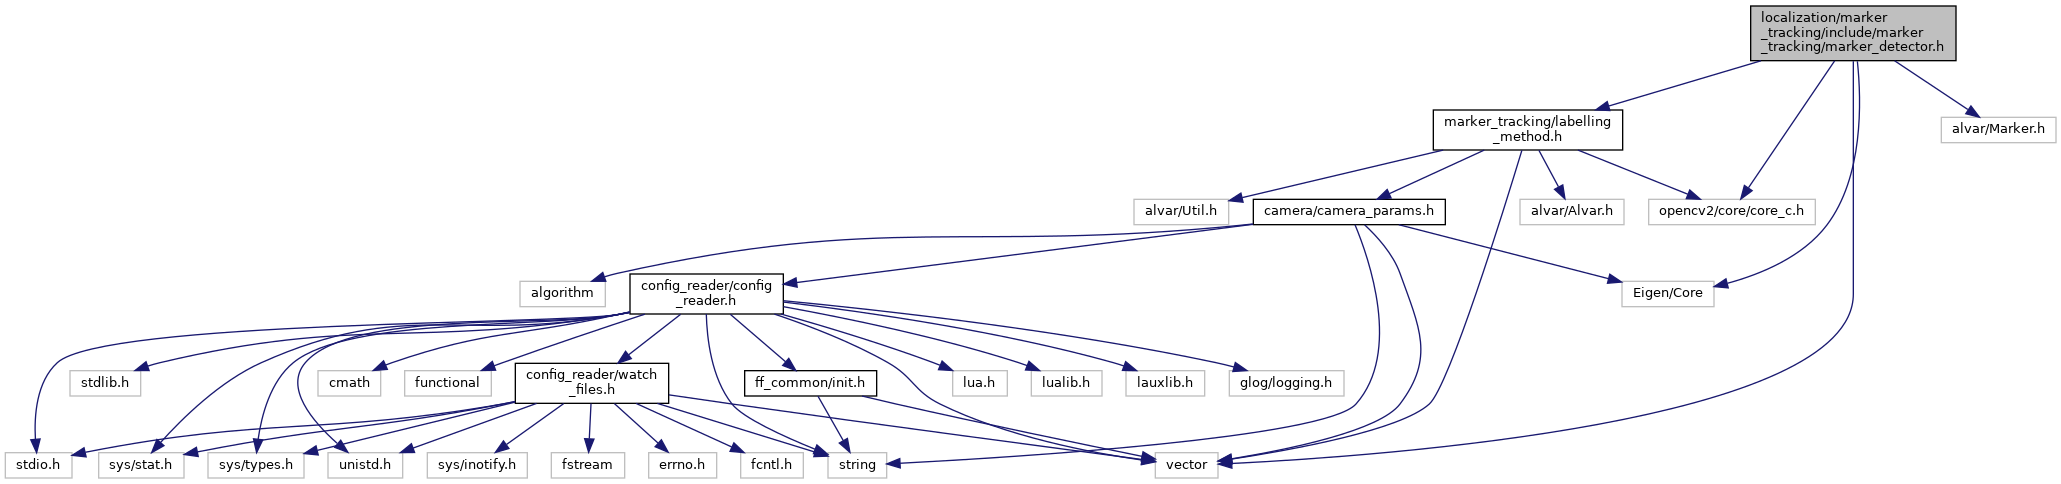 localization/marker
_tracking/include/marker
_tracking/marker_detector.h
marker_tracking/labelling
_method.h
alvar/Marker.h
alvar/Util.h
camera/camera_params.h
alvar/Alvar.h
opencv2/core/core_c.h
algorithm
config_reader/config
_reader.h
Eigen/Core
stdlib.h
cmath
functional
config_reader/watch
_files.h
ff_common/init.h
lua.h
lualib.h
lauxlib.h
glog/logging.h
stdio.h
sys/stat.h
sys/types.h
unistd.h
sys/inotify.h
fstream
errno.h
fcntl.h
string
vector